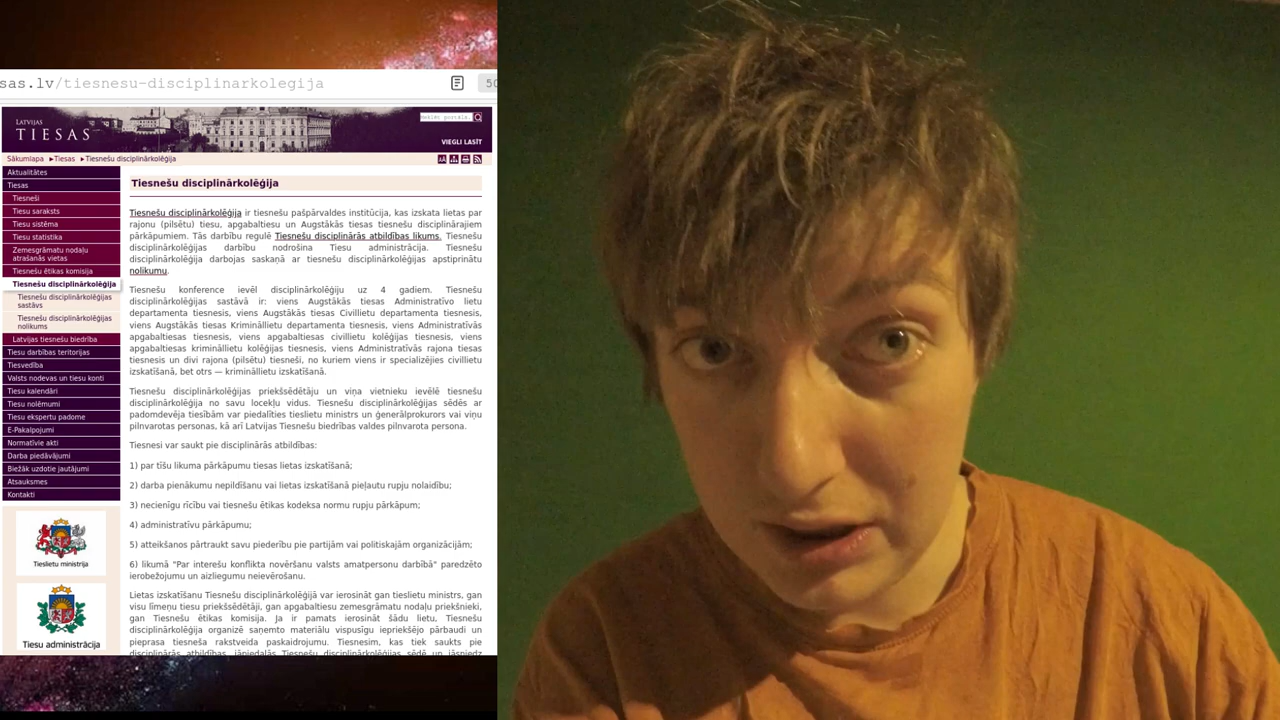 sas.lv/tiesnesu-disciplinarkolegija
50
LATVIJAS
TIESAS
Meklēt portālā
VIEGLI LASĪT
Sākumlapa ▸Tiesas ▸Tiesnešu disciplinārkolēģija
Aktualitātes
Tiesas
Tiesneši
Tiesu saraksts
Tiesu sistēma
Tiesu statistika
Zemesgrāmatu nodaļu
atrašanās vietas
Tiesnešu ētikas komisija
Tiesnešu disciplinārkolēģija
Tiesnešu disciplinārkolēģijas
sastāvs
Tiesnešu disciplinārkolēģijas
nolikums
Latvijas tiesnešu biedrība
Tiesu darbības teritorijas
Tiesvedība
Valsts nodevas un tiesu konti
Tiesu kalendāri
Tiesu nolēmumi
Tiesu ekspertu padome
E-Pakalpojumi
Normatīvie akti
Darba piedāvājumi
Biežāk uzdotie jautājumi
Atsauksmes
Kontakti
Tieslietu ministrija
Tiesu administrācija
Tiesnešu disciplinārkolēģija
Tiesnešu disciplinārkolēģija ir tiesnešu pašpārvaldes institūcija, kas izskata lietas par
rajonu (pilsētu) tiesu, apgabaltiesu un Augstākās tiesas tiesnešu disciplinārajiem
pārkāpumiem. Tās darbību regulē Tiesnešu disciplinārās atbildības likums. Tiesnešu
disciplinārkolēģijas darbību nodrošina Tiesu administrācija. Tiesnešu
disciplinārkolēģija darbojas saskaņā ar tiesnešu disciplinārkolēģijas apstiprinātu
nolikumu.
Tiesnešu konference ievēl disciplinārkolēģiju uz 4 gadiem. Tiesnešu
disciplinārkolēģijas sastāvā ir: viens Augstākās tiesas Administratīvo lietu
departamenta tiesnesis, viens Augstākās tiesas Civillietu departamenta tiesnesis,
viens Augstākās tiesas Krimināllietu departamenta tiesnesis, viens Administratīvās
apgabaltiesas tiesnesis, viens apgabaltiesas civillietu kolēģijas tiesnesis, viens
apgabaltiesas krimināllietu kolēģijas tiesnesis, viens Administratīvās rajona tiesas
tiesnesis un divi rajona (pilsētu) tiesneši, no kuriem viens ir specializējies civillietu
izskatīšanā, bet otrs — krimināllietu izskatīšanā.
Tiesnešu disciplinārkolēģijas priekšsēdētāju un viņa vietnieku ievēlē tiesnešu
disciplinārkolēģija no savu locekļu vidus. Tiesnešu disciplinārkolēģijas sēdēs ar
padomdevēja tiesībām var piedalīties tieslietu ministrs un ģenerālprokurors vai viņu
pilnvarotas personas, kā arī Latvijas Tiesnešu biedrības valdes pilnvarota persona.
Tiesnesi var saukt pie disciplinārās atbildības:
1) par tīšu likuma pārkāpumu tiesas lietas izskatīšanā;
2) darba pienākumu nepildīšanu vai lietas izskatīšanā pieļautu rupju nolaidību;
3) necienīgu rīcību vai tiesnešu ētikas kodeksa normu rupju pārkāpum;
4) administratīvu pārkāpumu;
5) atteikšanos pārtraukt savu piederību pie partijām vai politiskajām organizācijām;
6) likumā "Par interešu konflikta novēršanu valsts amatpersonu darbībā" paredzēto
ierobežojumu un aizliegumu neievērošanu.
Lietas izskatīšanu Tiesnešu disciplinārkolēģijā var ierosināt gan tieslietu ministrs, gan
visu līmeņu tiesu priekšsēdētāji, gan apgabaltiesu zemesgrāmatu nodaļu priekšnieki,
gan Tiesnešu ētikas komisija. Ja ir pamats ierosināt šādu lietu, Tiesnešu
disciplinārkolēģija organizē saņemto materiālu vispusīgu iepriekšējo pārbaudi un
pieprasa tiesneša rakstveida paskaidrojumu. Tiesnesim, kas tiek saukts pie
disciplinārās atbildības, jāpiedalās Tiesnešu disciplinārkolēģijas sēdē un jāsniedz